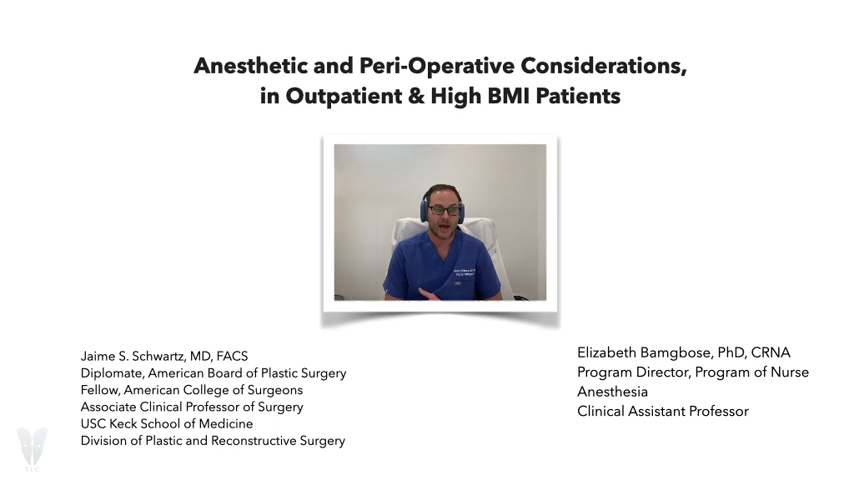 Anesthetic and Peri-Operative Considerations,
in Outpatient & High BMI Patients
Jaime S. Schwartz, MD, FACS
Diplomate, American Board of Plastic Surgery
Fellow, American College of Surgeons
Associate Clinical Professor of Surgery
USC Keck School of Medicine
Division of Plastic and Reconstructive Surgery
Elizabeth Bamgbose, PhD, CRNA
Program Director, Program of Nurse
Anesthesia
Clinical Assistant Professor
TLC